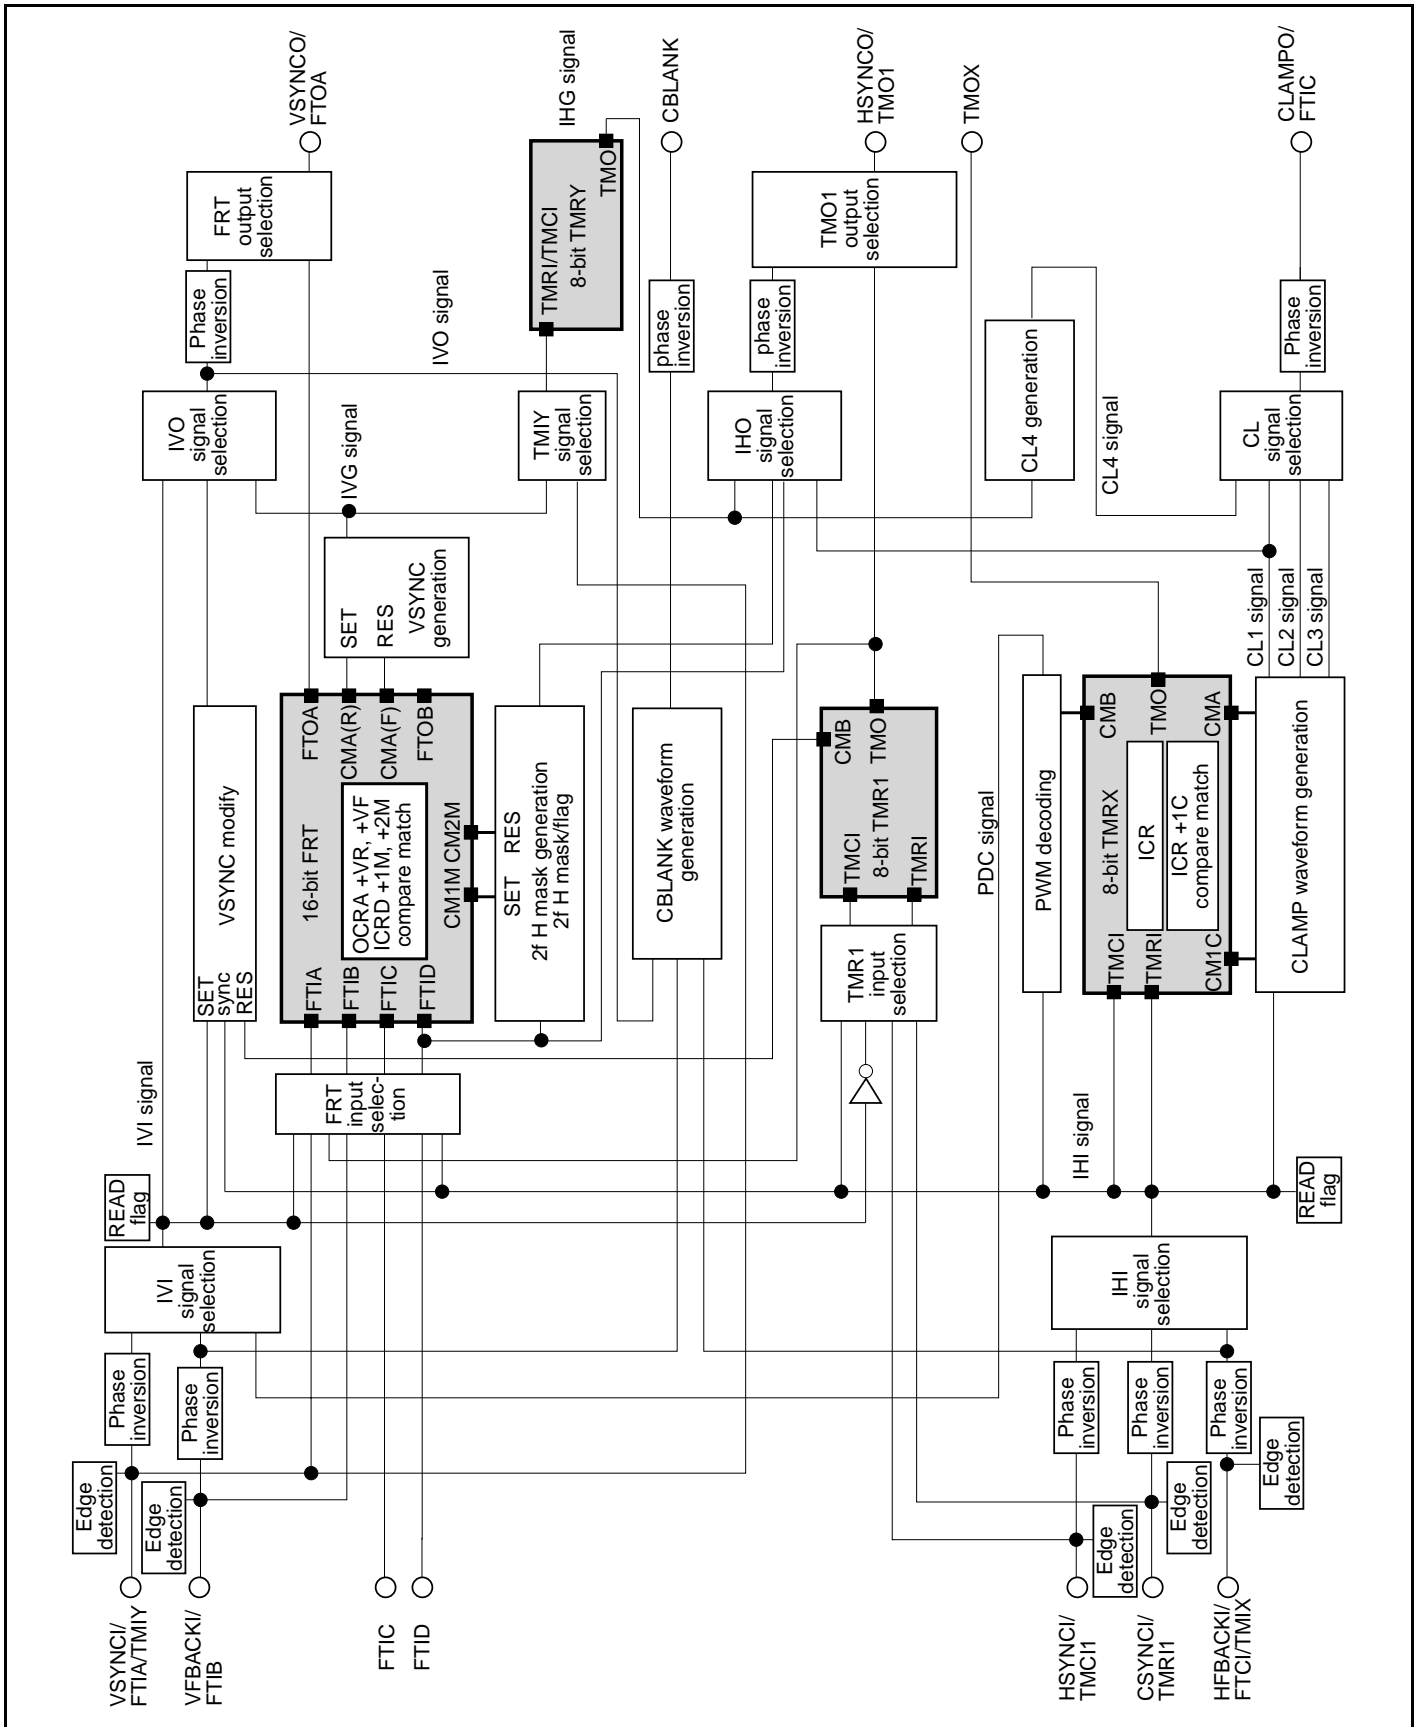 VSYNCO/
FTOA
IHG signal
CBLANK
HSYNCO/
TMO1
TMOX
CLAMPO/
FTIC
FRT
output
selection
TMRI/TMCI
8-bit TMRY
TMO
TMO1
output
selection
Phase
inversion
IVO signal
phase
inversion
phase
inversion
CL4 generation
Phase
inversion
IVO
signal
selection
IVG signal
TMIY
signal
selection
IHO
signal
selection
CL4 signal
CL
signal
selection
SET
RES
VSYNC
generation
CL1 signal
CL2 signal
CL3 signal
VSYNC modify
SET
sync
RES
FTOA
CMA(R)
CMA(F)
FTOB
16-bit FRT
OCRA +VR, +VF
ICRD +1M, +2M
compare match
CM1M CM2M
FTIA
FTIB
FTIC
FTID
SET RES
2f H mask generation
2f H mask/flag
CBLANK waveform
generation
CMB
TMO
8-bit TMR1
TMCI
TMRI
PDC signal
PWM decoding
CMB
TMO
CMA
8-bit TMRX
ICR
ICR +1C
compare match
TMCI
TMRI
CM1C
CLAMP waveform generation
TMR1
input
selection
FRT
input
selec-
tion
IVI signal
IHI signal
READ
flag
READ
flag
IVI
signal
selection
IHI
signal
selection
Phase
inversion
Phase
inversion
Phase
inversion
Phase
inversion
Phase
inversion
Edge
detection
Edge
detection
Edge
detection
Edge
detection
Edge
detection
VSYNCI/
FTIA/TMIY
VFBACKI/
FTIB
FTIC
FTID
HSYNCI/
TMCI1
CSYNCI/
TMRI1
HFBACKI/
FTCI/TMIX